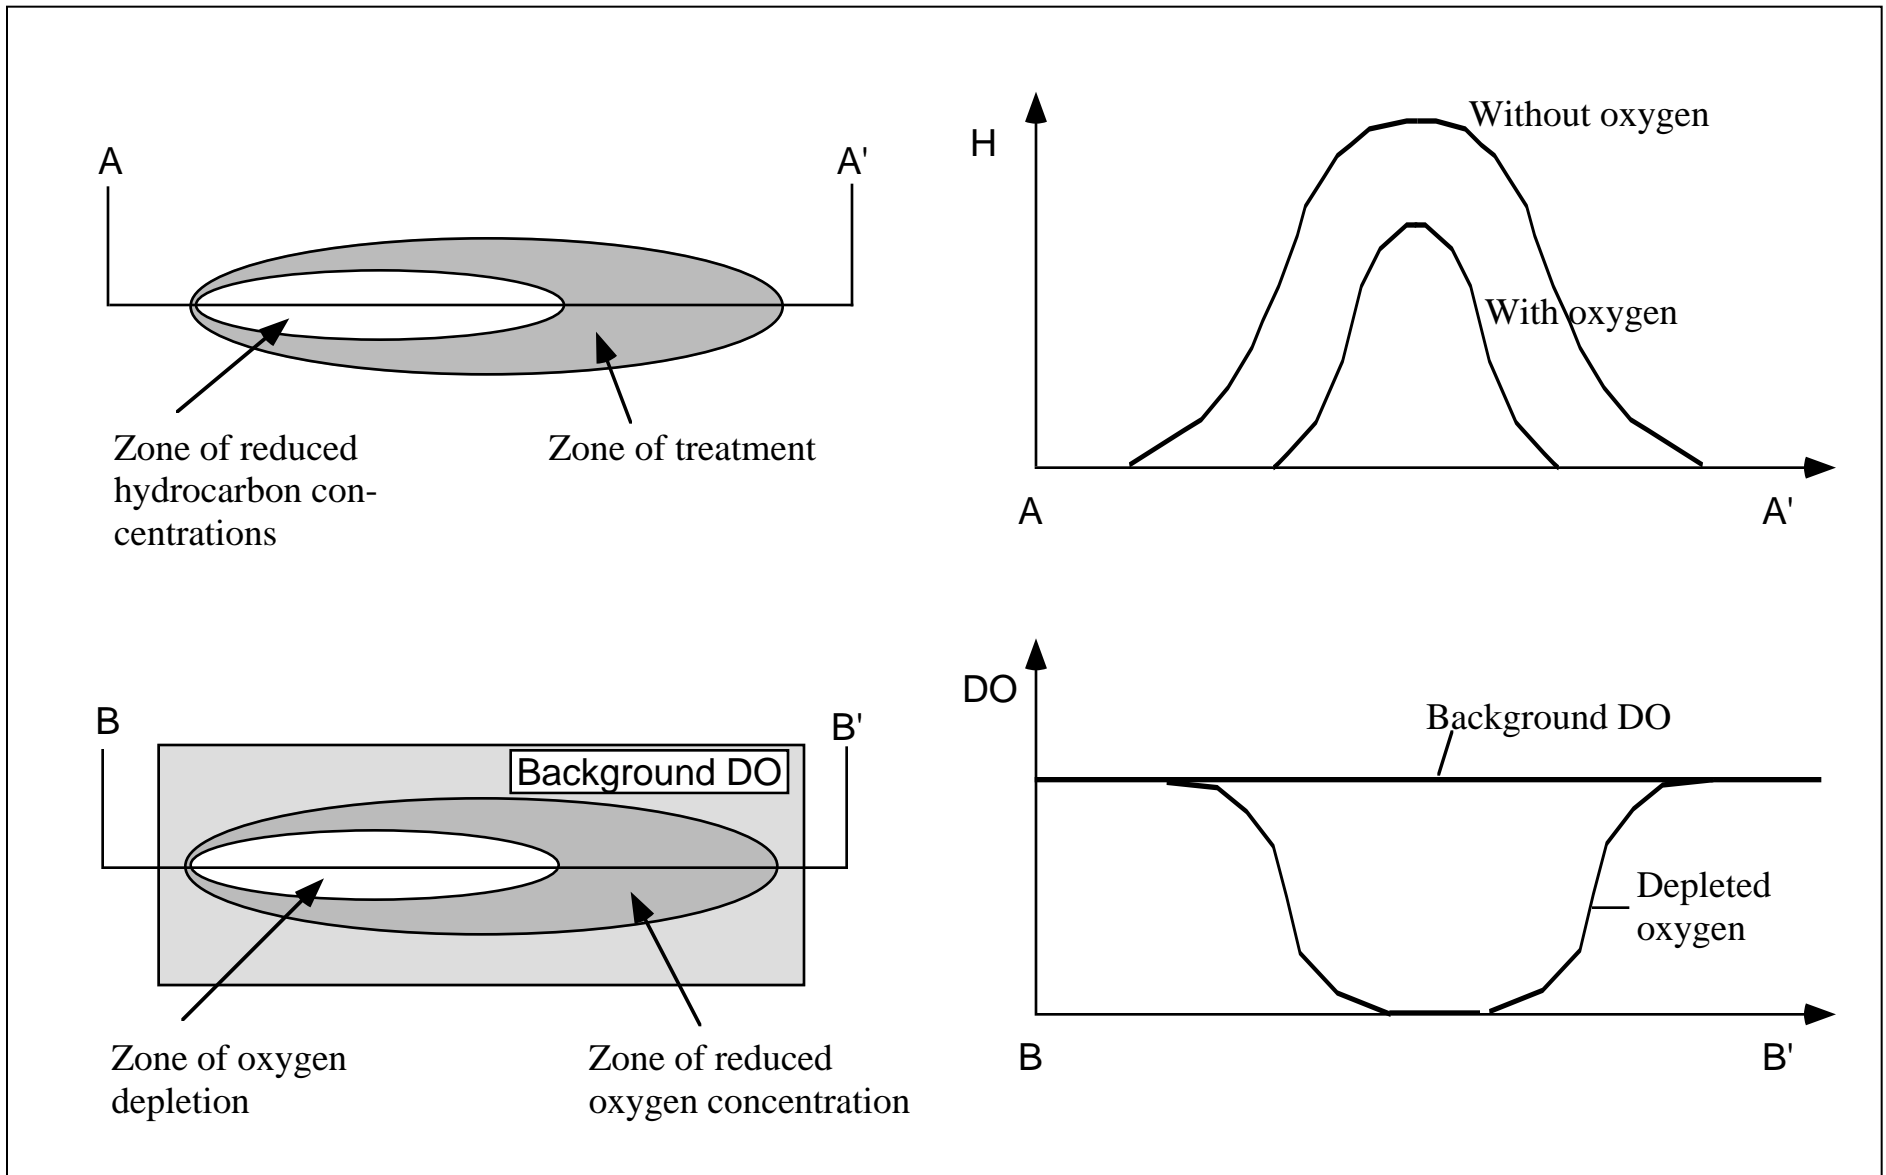 A
A'
Zone of reduced
hydrocarbon con-
centrations
Zone of treatment
H
Without oxygen
With oxygen
A
A'
B
B'
Background DO
Zone of oxygen
depletion
Zone of reduced
oxygen concentration
DO
Background DO
Depleted
oxygen
B
B'